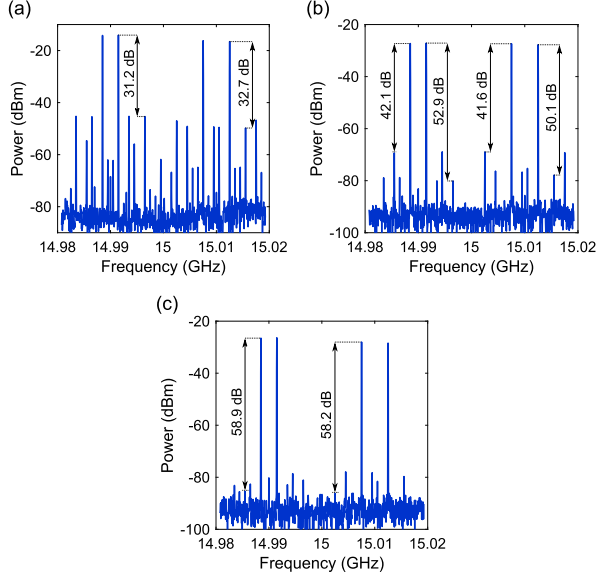 (a)
-20
-40
-60
-80
Power (dBm)
31.2 dB
32.7 dB
14.98 14.99 15 15.01 15.02
Frequency (GHz)
(b)
-20
-40
-60
-80
-100
Power (dBm)
42.1 dB
52.9 dB
41.6 dB
50.1 dB
14.98 14.99 15 15.01 15.02
Frequency (GHz)
(c)
-20
-40
-60
-80
-100
Power (dBm)
58.9 dB
58.2 dB
14.98 14.99 15 15.01 15.02
Frequency (GHz)